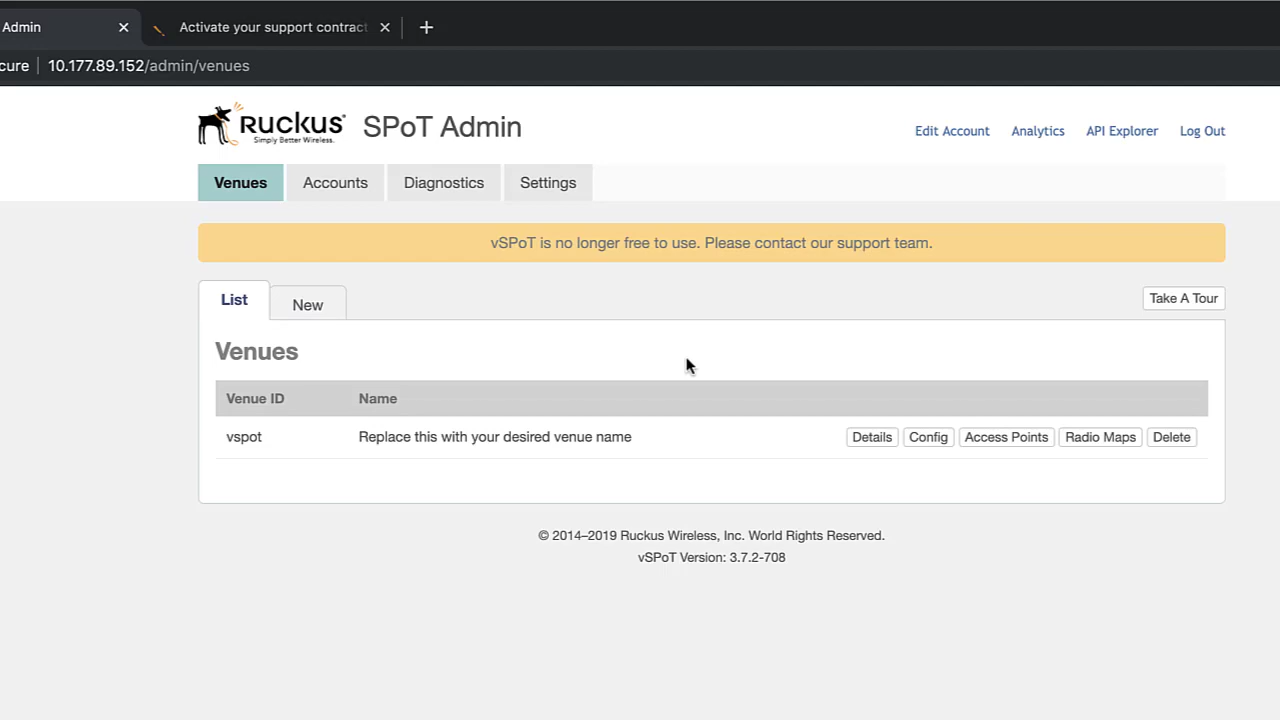 Admin
Activate your support contract
cure 10.177.89.152/admin/venues
Ruckus
Simply Better Wireless.
SPoT Admin
Edit Account Analytics API Explorer Log Out
Venues Accounts Diagnostics Settings
vSPoT is no longer free to use. Please contact our support team.
List New Take A Tour
Venues
Venue ID Name
vspot Replace this with your desired venue name Details Config Access Points Radio Maps Delete
© 2014–2019 Ruckus Wireless, Inc. World Rights Reserved.
vSPoT Version: 3.7.2-708